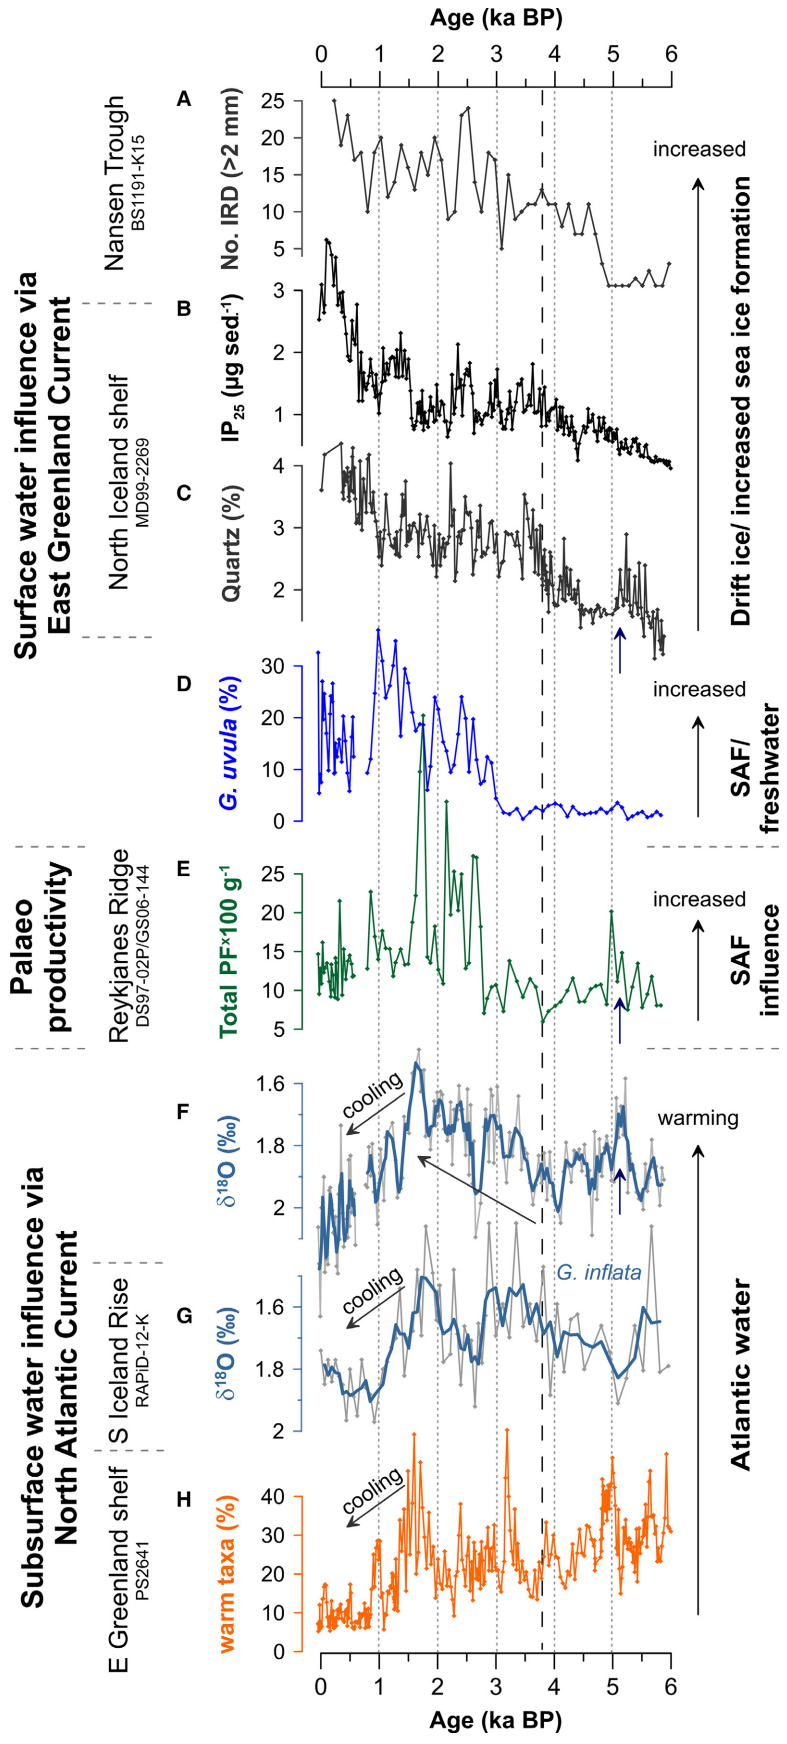 Age (ka BP)
0 1 2 3 4 5 6
Surface water influence via
East Greenland Current
Nansen Trough
BS1191-K15
A
No. IRD (>2 mm)
25
20
15
10
5
increased
Drift ice/ increased sea ice formation
North Iceland shelf
MD99-2269
B
IP25 (µg sed.-1)
3
2
1
C
Quartz (%)
4
3
2
D
G. uvula (%)
30
20
10
0
increased
SAF/
freshwater
Palaeo
productivity
Reykjanes Ridge
DS97-02P/GS06-144
E
Total PFx100 g-1
25
20
15
10
5
increased
SAF
influence
Subsurface water influence via
North Atlantic Current
F
δ18O (‰)
1.6
1.8
2
cooling
warming
Atlantic water
S Iceland Rise
RAPID-12-K
G
δ18O (‰)
1.6
1.8
2
cooling
G. inflata
E Greenland shelf
PS2641
H
warm taxa (%)
40
30
20
10
0
cooling
0 1 2 3 4 5 6
Age (ka BP)